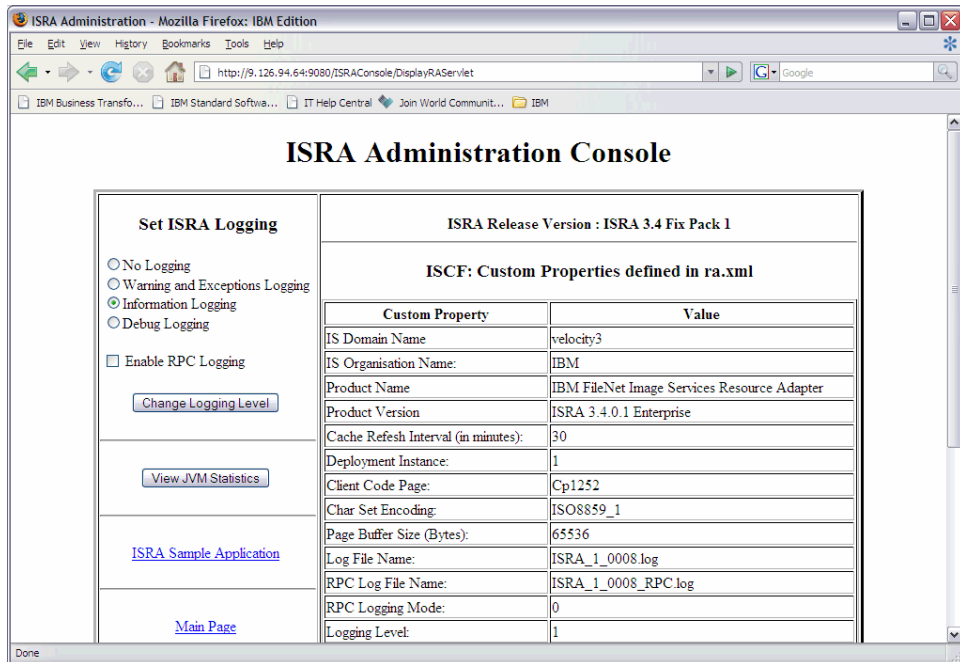 ISRA Administration - Mozilla Firefox: IBM Edition
File Edit View History Bookmarks Tools Help
http://9.126.94.64:9080/ISRAConsole/DisplayRAServlet
G Google
IBM Business Transfo... IBM Standard Softwa... IT Help Central Join World Communit... IBM
ISRA Administration Console
Set ISRA Logging
No Logging
Warning and Exceptions Logging
Information Logging
Debug Logging
Enable RPC Logging
Change Logging Level
View JVM Statistics
ISRA Sample Application
Main Page
ISRA Release Version : ISRA 3.4 Fix Pack 1
ISCF: Custom Properties defined in ra.xml
Custom Property Value
IS Domain Name velocity3
IS Organisation Name: IBM
Product Name IBM FileNet Image Services Resource Adapter
Product Version ISRA 3.4.0.1 Enterprise
Cache Refesh Interval (in minutes): 30
Deployment Instance: 1
Client Code Page: Cp1252
Char Set Encoding: ISO8859_1
Page Buffer Size (Bytes): 65536
Log File Name: ISRA_1_0008.log
RPC Log File Name: ISRA_1_0008_RPC.log
RPC Logging Mode: 0
Logging Level: 1
Done